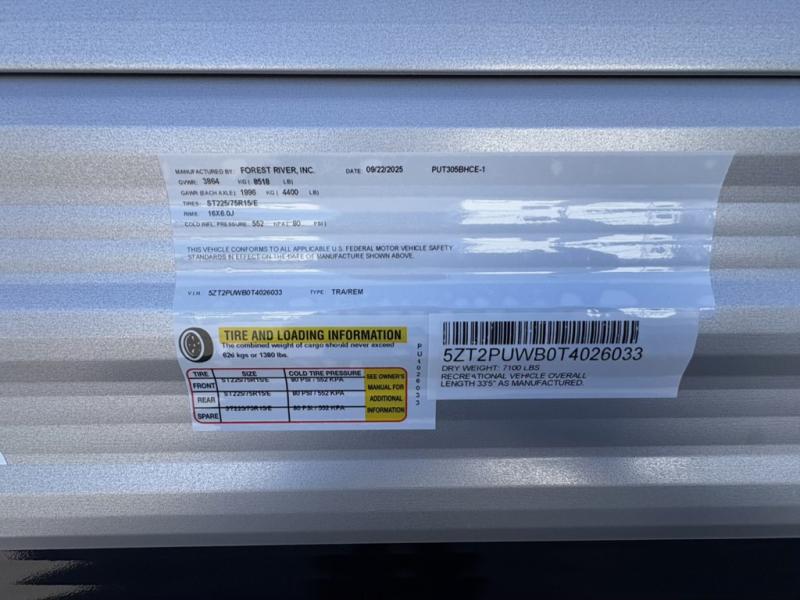 MANUFACTURED BY: FOREST RIVER, INC. DATE: 09/22/2025 PUT305BHCE-1
GVWR: 3864 KG ( 8518 LB)
GAWR (EACH AXLE): 1996 KG ( 4400 LB)
TIRES: ST225/75R15/E
RIMS: 16X6.0J
COLD INFL. PRESSURE: 552 KPA ( 80 PSI)
THIS VEHICLE CONFORMS TO ALL APPLICABLE U.S. FEDERAL MOTOR VEHICLE SAFETY
STANDARDS IN EFFECT ON THE DATE OF MANUFACTURE SHOWN ABOVE.
V.I.N. 5ZT2PUWB0T4026033 TYPE: TRA/REM
TIRE AND LOADING INFORMATION
The combined weight of cargo should never exceed
626 kgs or 1380 lbs.
TIRE SIZE COLD TIRE PRESSURE SEE OWNER'S MANUAL FOR ADDITIONAL INFORMATION
FRONT ST225/75R15/E 80 PSI / 552 KPA
REAR ST225/75R15/E 80 PSI / 552 KPA
SPARE ST225/75R15/E 80 PSI / 552 KPA
PU4026033
5ZT2PUWB0T4026033
DRY WEIGHT: 7100 LBS
RECREATIONAL VEHICLE OVERALL
LENGTH 33'5" AS MANUFACTURED.